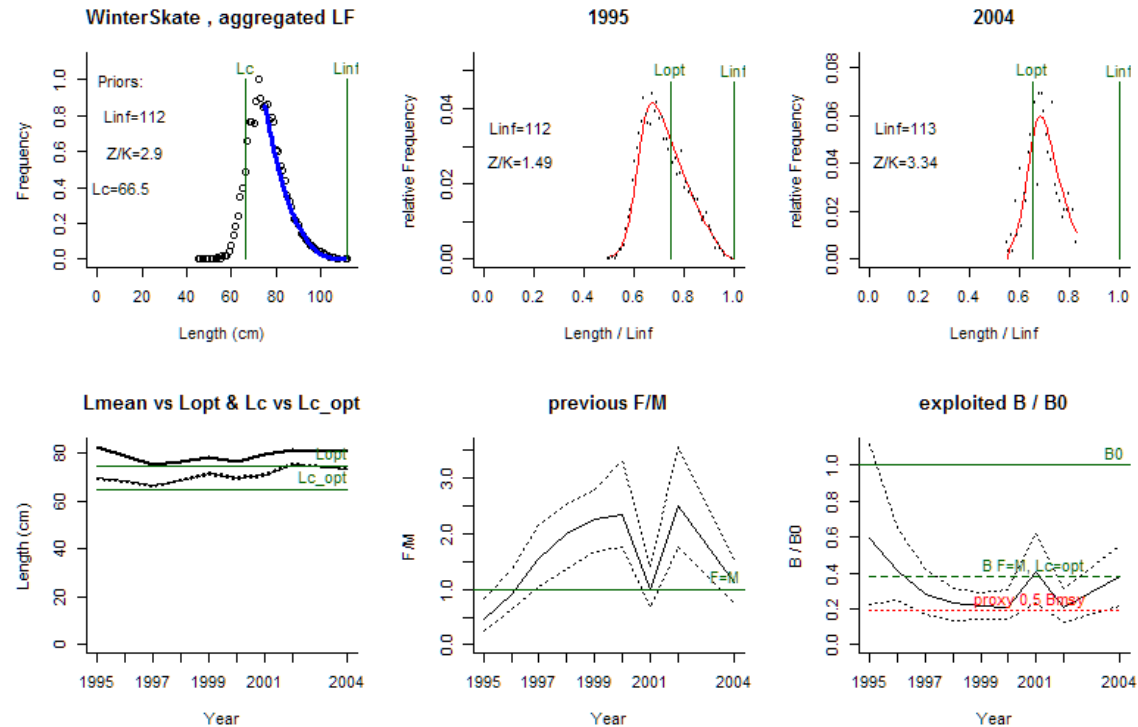 WinterSkate , aggregated LF
Frequency
0.0 0.2 0.4 0.6 0.8 1.0
Priors:
Linf=112
Z/K=2.9
Lc=66.5
Lc
Linf
0 20 40 60 80 100
Length (cm)
1995
relative Frequency
0.00 0.02 0.04
Linf=112
Z/K=1.49
Lopt
Linf
0.0 0.2 0.4 0.6 0.8 1.0
Length / Linf
2004
relative Frequency
0.00 0.02 0.04 0.06 0.08
Linf=113
Z/K=3.34
Lopt
Linf
0.0 0.2 0.4 0.6 0.8 1.0
Length / Linf
Lmean vs Lopt & Lc vs Lc_opt
Length (cm)
0 20 40 60 80
Lopt
Lc_opt
1995 1997 1999 2001 2004
Year
previous F/M
F/M
0.0 1.0 2.0 3.0
F=M
1995 1997 1999 2001 2004
Year
exploited B / B0
B / B0
0.0 0.2 0.4 0.6 0.8 1.0
B0
B F=M, Lc=opt
proxy 0.5 Bmsy
1995 1997 1999 2001 2004
Year